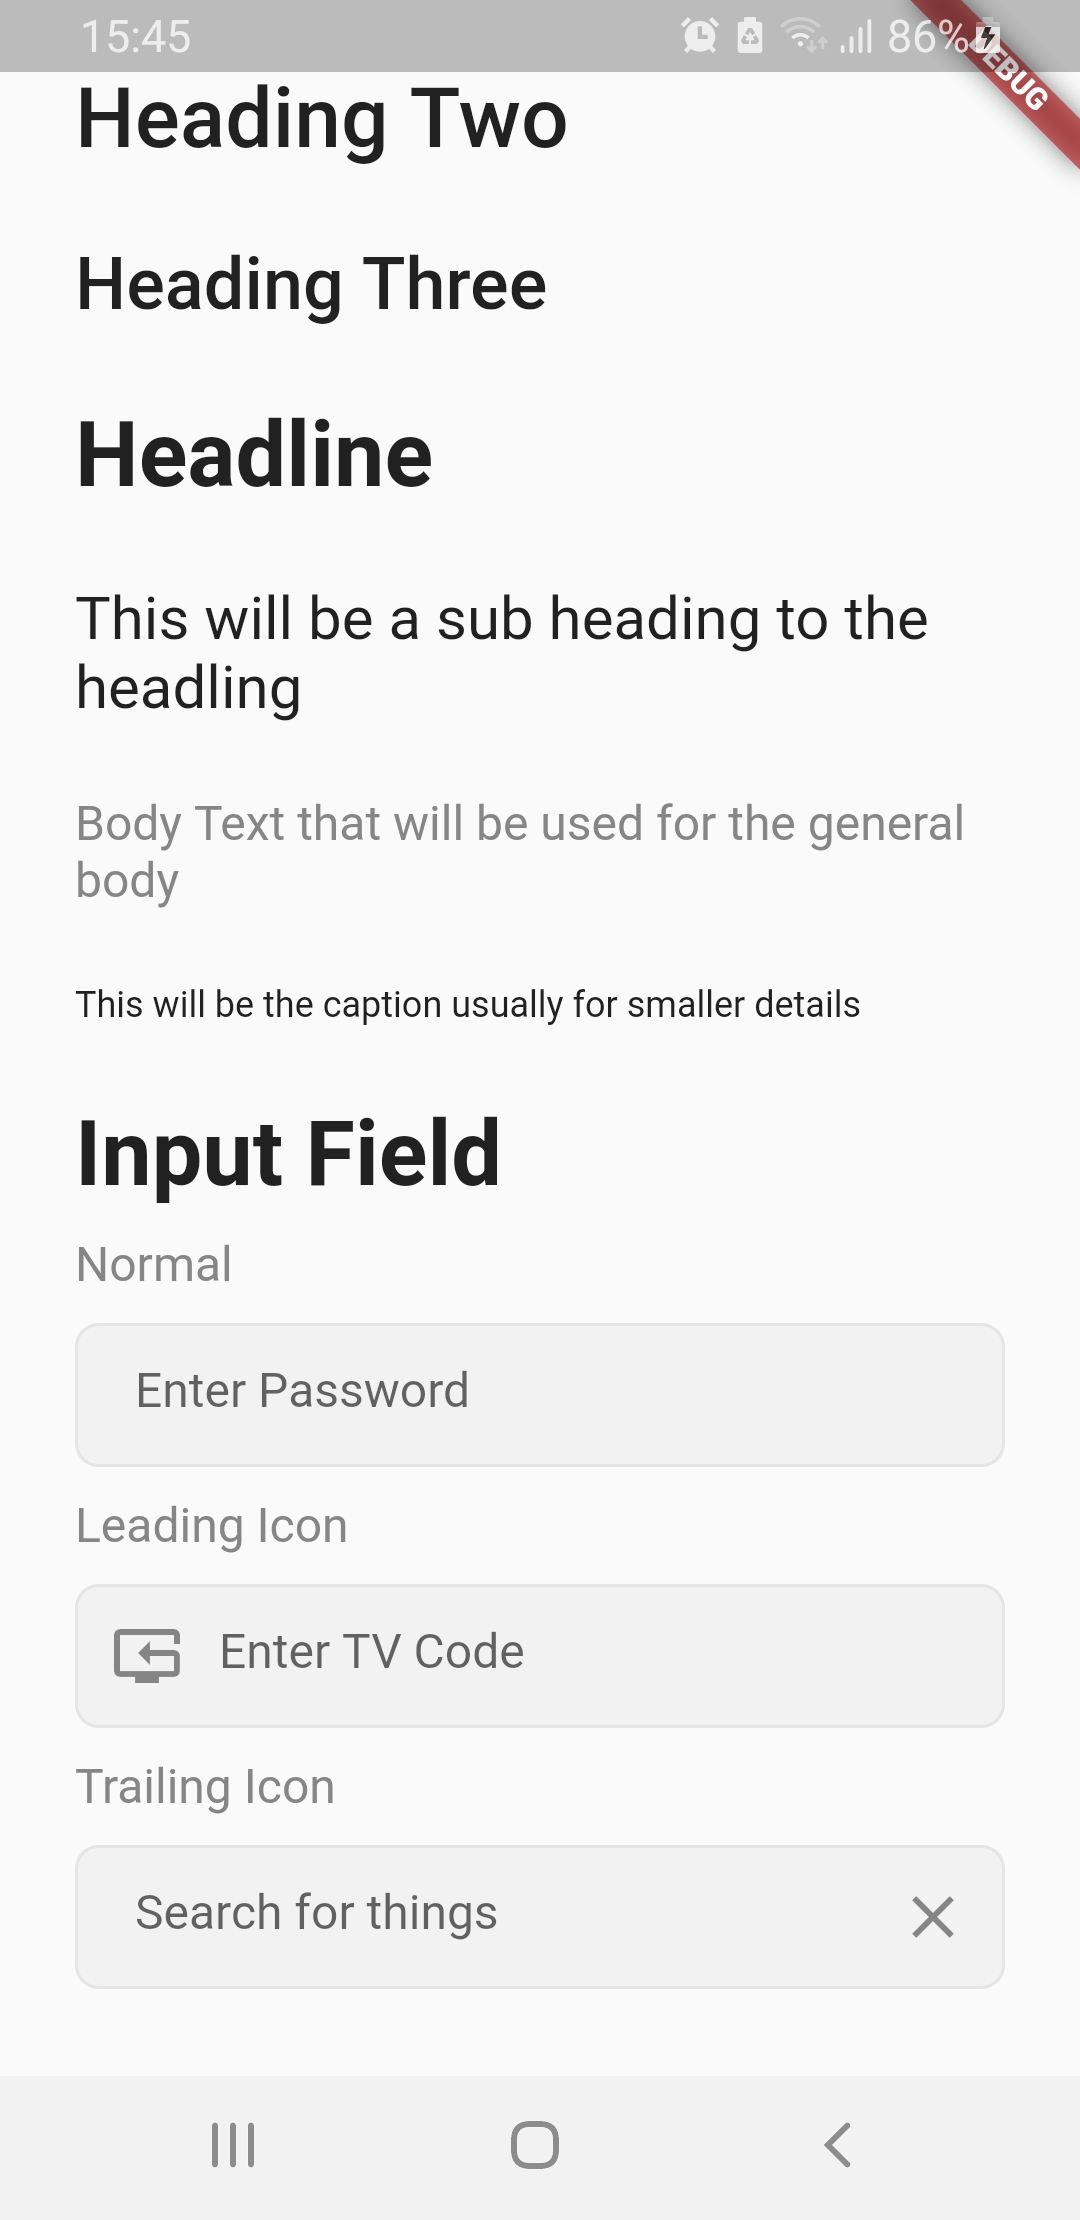 15:45 86%
Heading Two
Heading Three
Headline
This will be a sub heading to the
headling
Body Text that will be used for the general
body
This will be the caption usually for smaller details
Input Field
Normal
Enter Password
Leading Icon
Enter TV Code
Trailing Icon
Search for things
DEBUG